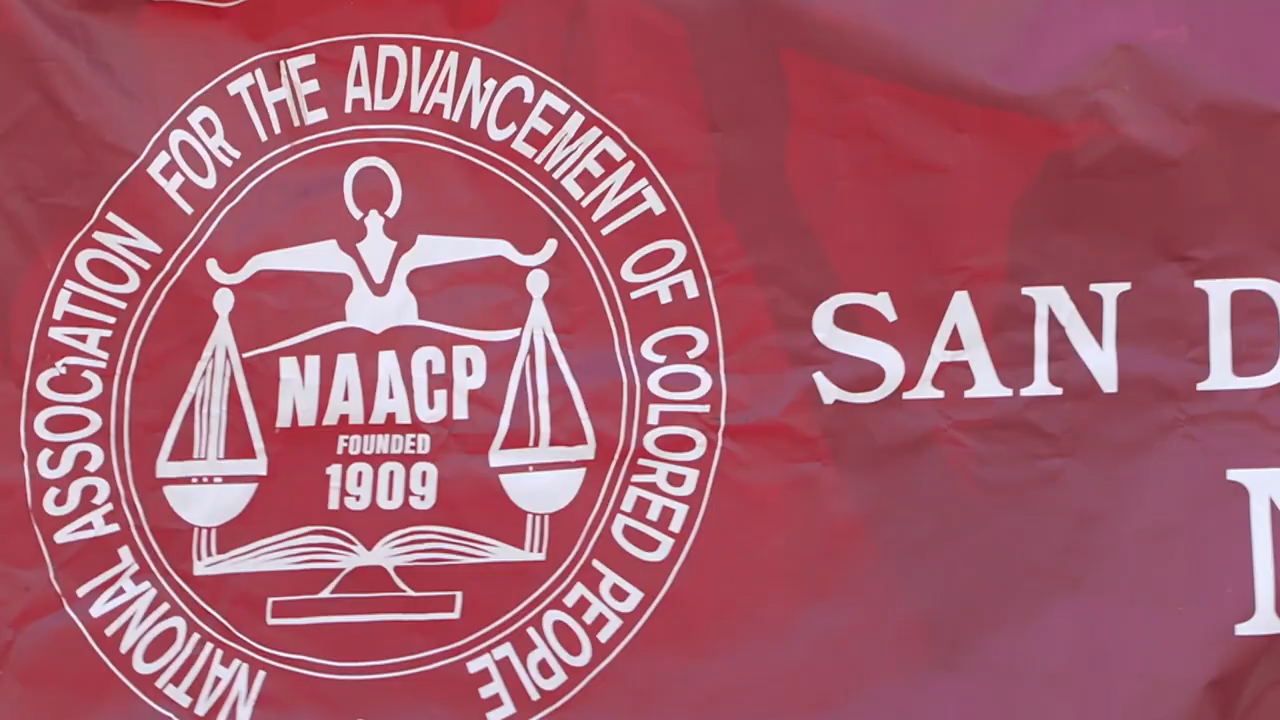 NATIONAL ASSOCIATION FOR THE ADVANCEMENT OF COLORED PEOPLE
NAACP
FOUNDED
1909
SAN D
N